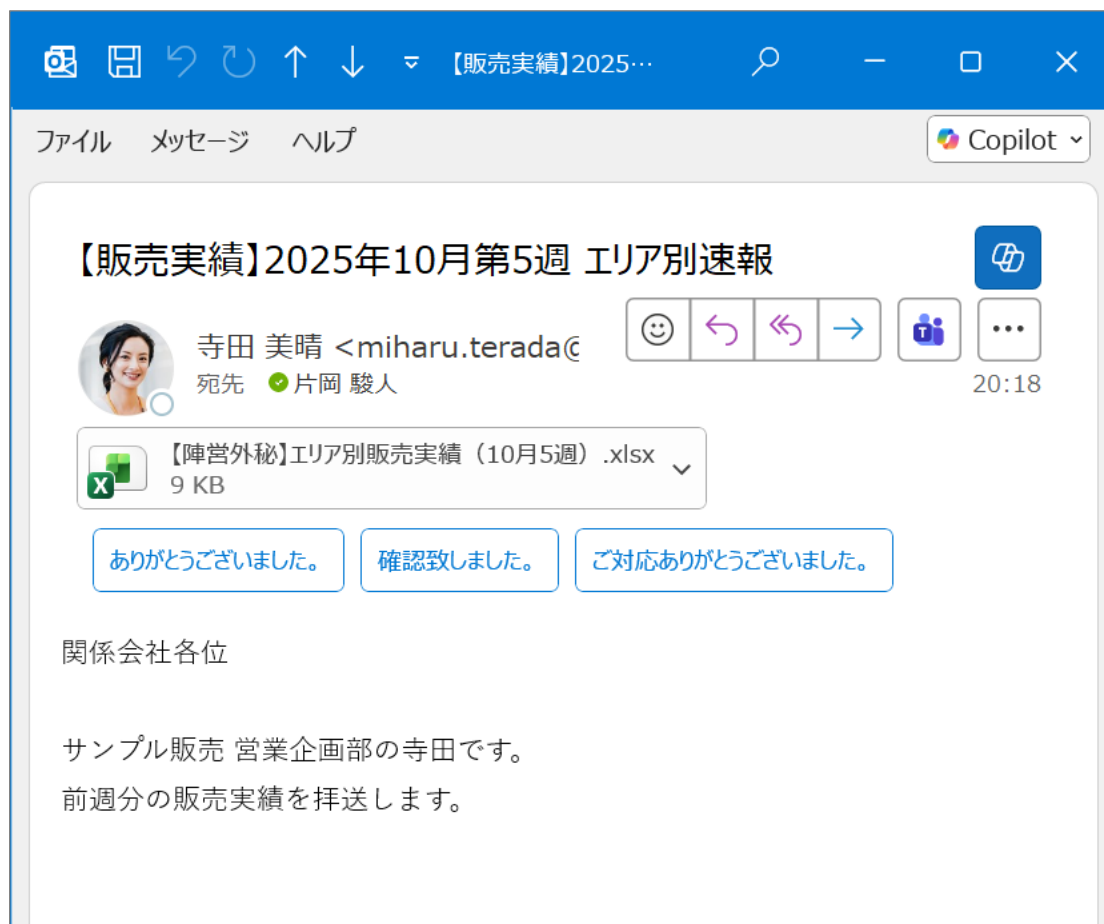 【販売実績】2025…
ファイル メッセージ ヘルプ
Copilot
【販売実績】2025年10月第5週 エリア別速報
寺田 美晴 <miharu.terada@
宛先 片岡 駿人
20:18
【陣営外秘】エリア別販売実績（10月5週）.xlsx
9 KB
ありがとうございました。 確認致しました。 ご対応ありがとうございました。
関係会社各位
サンプル販売 営業企画部の寺田です。
前週分の販売実績を拝送します。